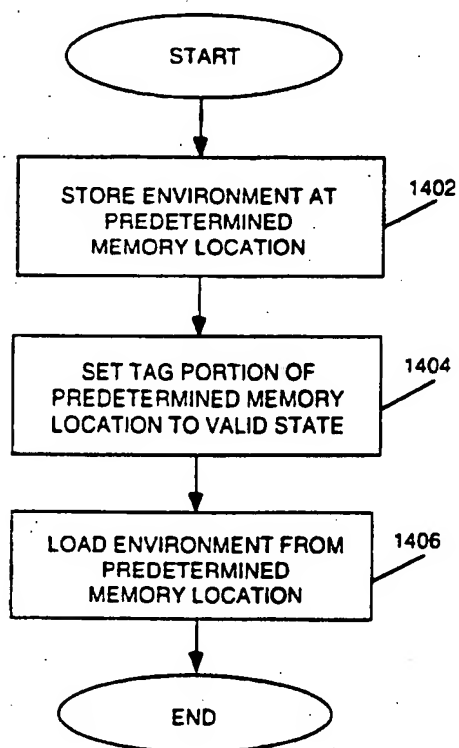 START
STORE ENVIRONMENT AT
PREDETERMINED
MEMORY LOCATION
1402
SET TAG PORTION OF
PREDETERMINED MEMORY
LOCATION TO VALID STATE
1404
LOAD ENVIRONMENT FROM
PREDETERMINED
MEMORY LOCATION
1406
END